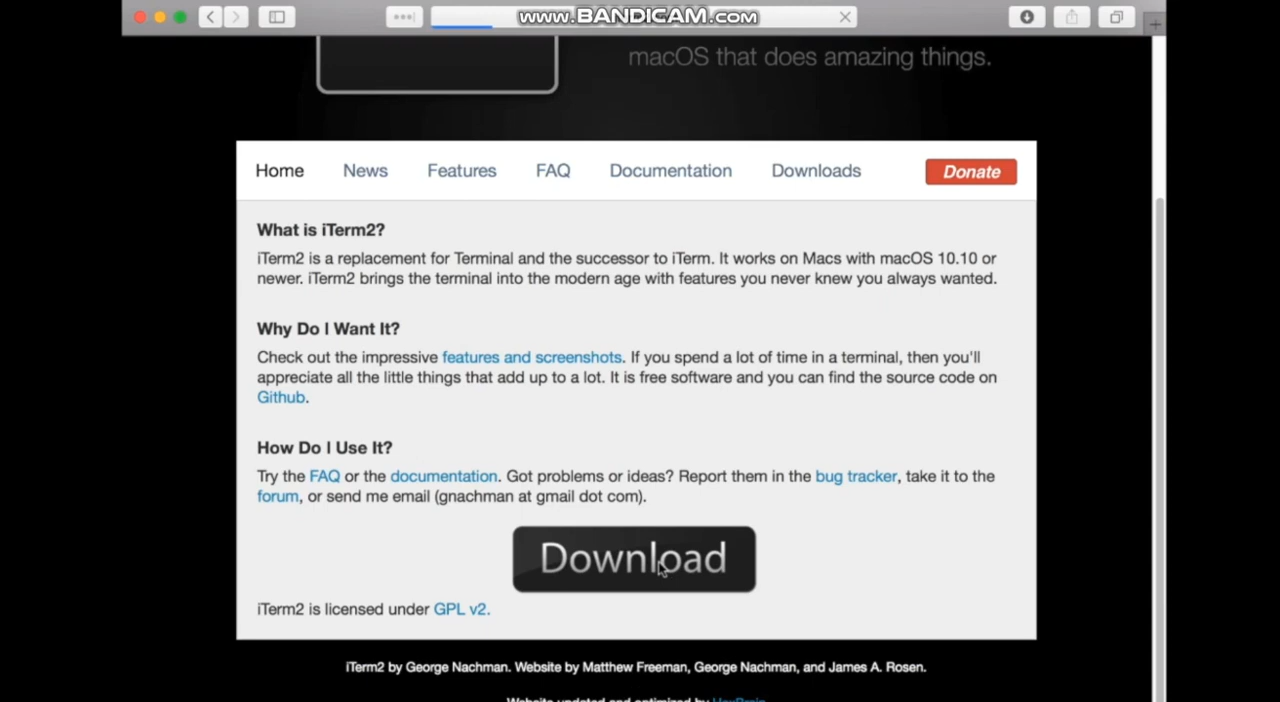 www.BANDICAM.com
macOS that does amazing things.
Home News Features FAQ Documentation Downloads Donate
What is iTerm2?
iTerm2 is a replacement for Terminal and the successor to iTerm. It works on Macs with macOS 10.10 or
newer. iTerm2 brings the terminal into the modern age with features you never knew you always wanted.
Why Do I Want It?
Check out the impressive features and screenshots. If you spend a lot of time in a terminal, then you'll
appreciate all the little things that add up to a lot. It is free software and you can find the source code on
Github.
How Do I Use It?
Try the FAQ or the documentation. Got problems or ideas? Report them in the bug tracker, take it to the
forum, or send me email (gnachman at gmail dot com).
Download
iTerm2 is licensed under GPL v2.
iTerm2 by George Nachman. Website by Matthew Freeman, George Nachman, and James A. Rosen.
Website updated and optimized by